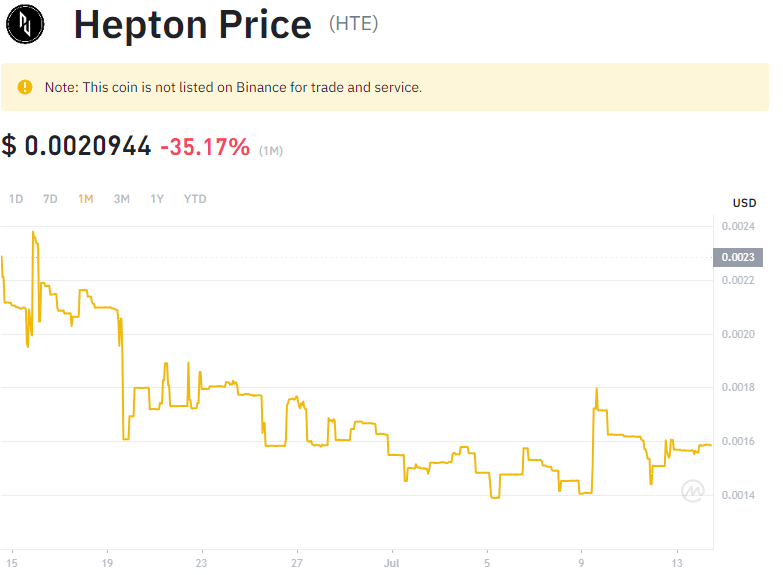 Hepton Price (HTE)
Note: This coin is not listed on Binance for trade and service.
$ 0.0020944 -35.17% (1M)
1D 7D 1M 3M 1Y YTD
USD
0.0024
0.0023
0.0022
0.0020
0.0018
0.0016
0.0014
15 19 23 27 Jul 5 9 13